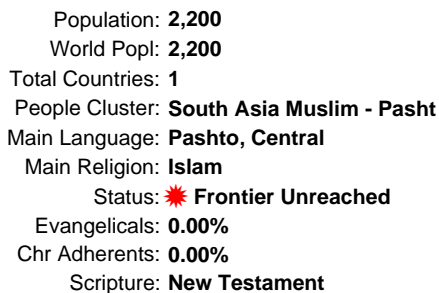 Population: 2,200
World Popl: 2,200
Total Countries: 1
People Cluster: South Asia Muslim - Pasht
Main Language: Pashto, Central
Main Religion: Islam
Status: Frontier Unreached
Evangelicals: 0.00%
Chr Adherents: 0.00%
Scripture: New Testament